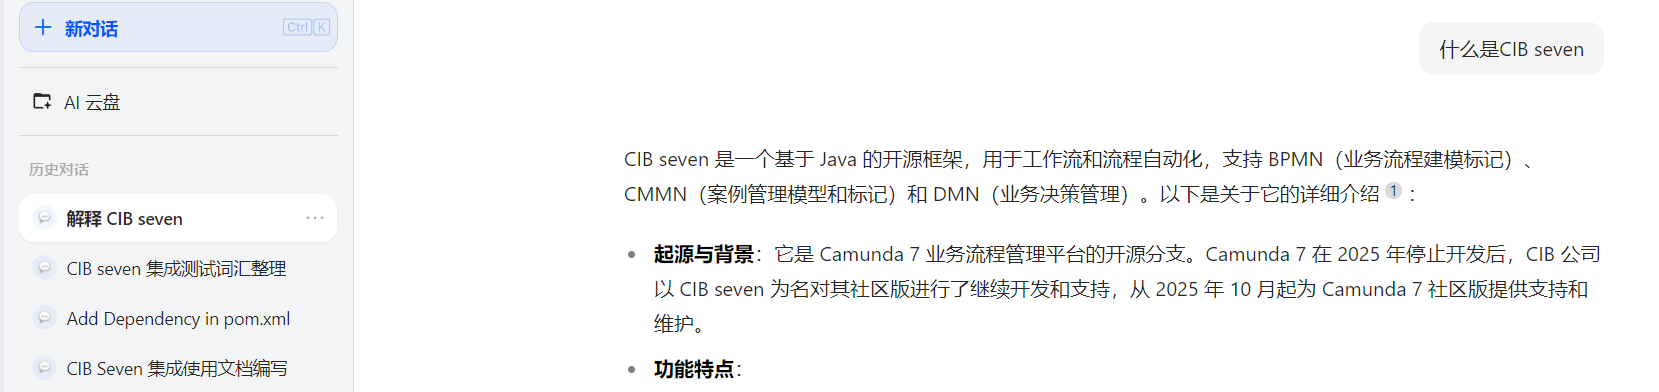 新对话
Ctrl K
AI 云盘
历史对话
解释 CIB seven
CIB seven 集成测试词汇整理
Add Dependency in pom.xml
CIB Seven 集成使用文档编写
什么是CIB seven
CIB seven 是一个基于 Java 的开源框架，用于工作流和流程自动化，支持 BPMN（业务流程建模标记）、
CMMN（案例管理模型和标记）和 DMN（业务决策管理）。以下是关于它的详细介绍 1 ：
起源与背景：它是 Camunda 7 业务流程管理平台的开源分支。Camunda 7 在 2025 年停止开发后，CIB 公司
以 CIB seven 为名对其社区版进行了继续开发和支持，从 2025 年 10 月起为 Camunda 7 社区版提供支持和
维护。
功能特点：